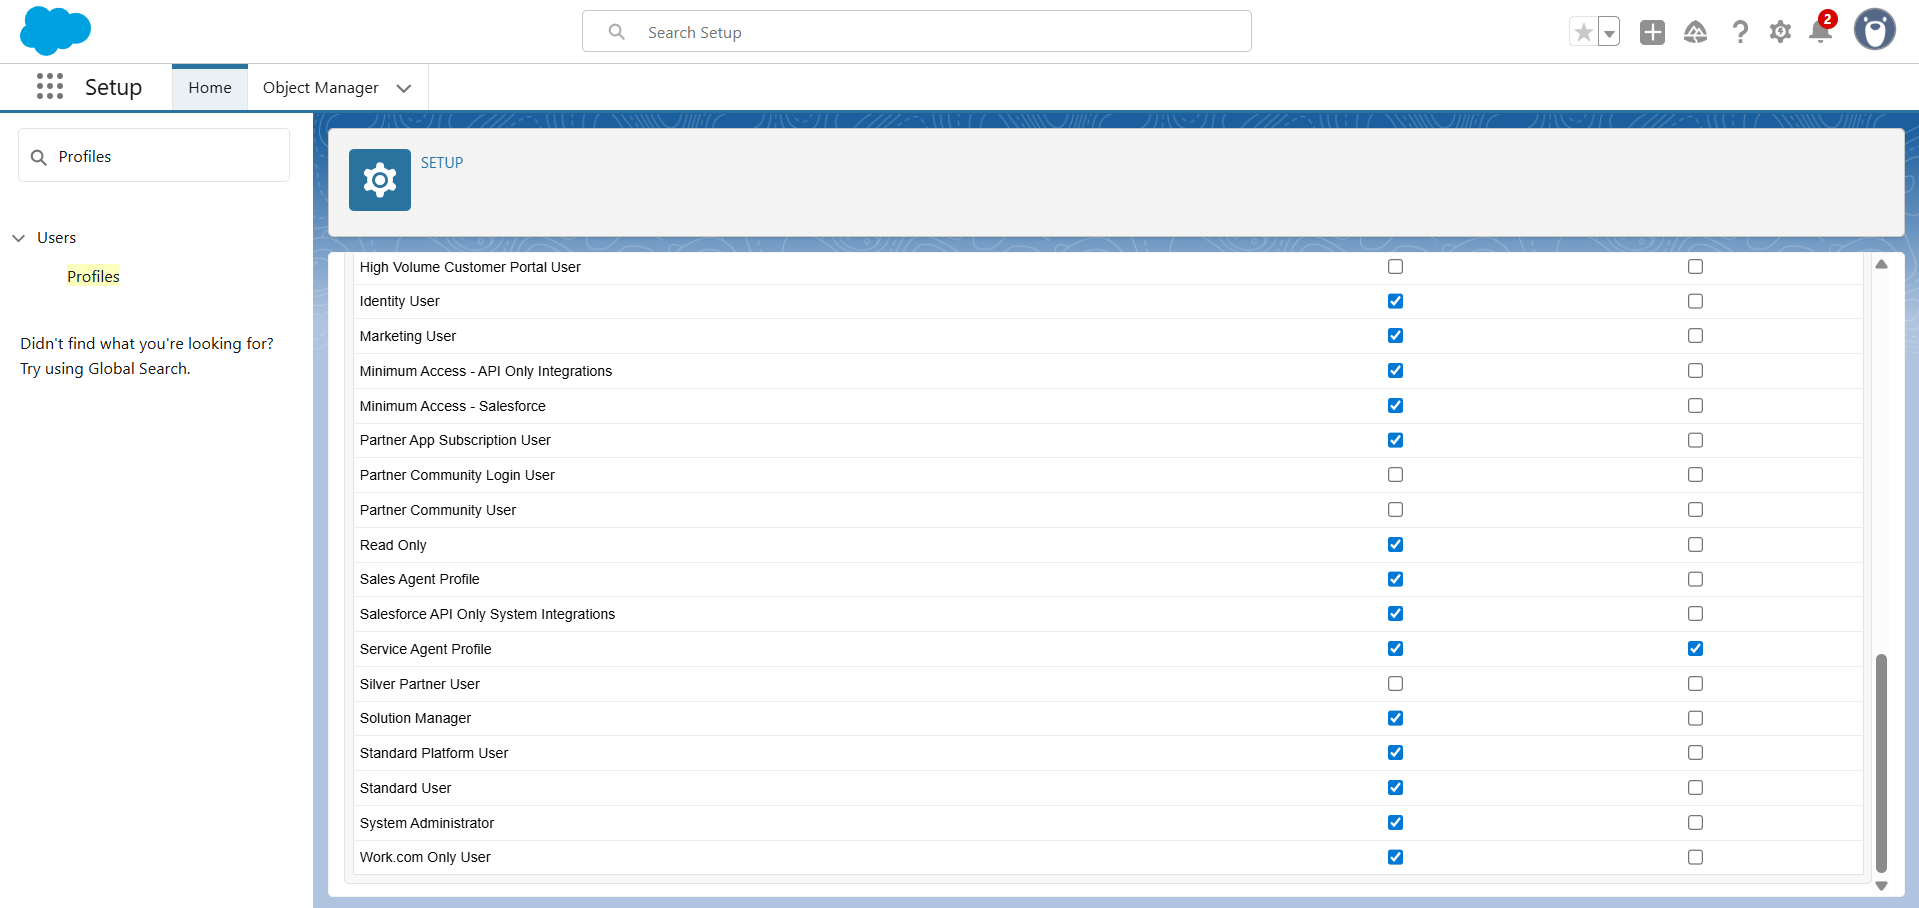 Search Setup
2
Setup
Home
Object Manager
Profiles
Users
Profiles
Didn't find what you're looking for?
Try using Global Search.
SETUP
High Volume Customer Portal User
Identity User
Marketing User
Minimum Access - API Only Integrations
Minimum Access - Salesforce
Partner App Subscription User
Partner Community Login User
Partner Community User
Read Only
Sales Agent Profile
Salesforce API Only System Integrations
Service Agent Profile
Silver Partner User
Solution Manager
Standard Platform User
Standard User
System Administrator
Work.com Only User